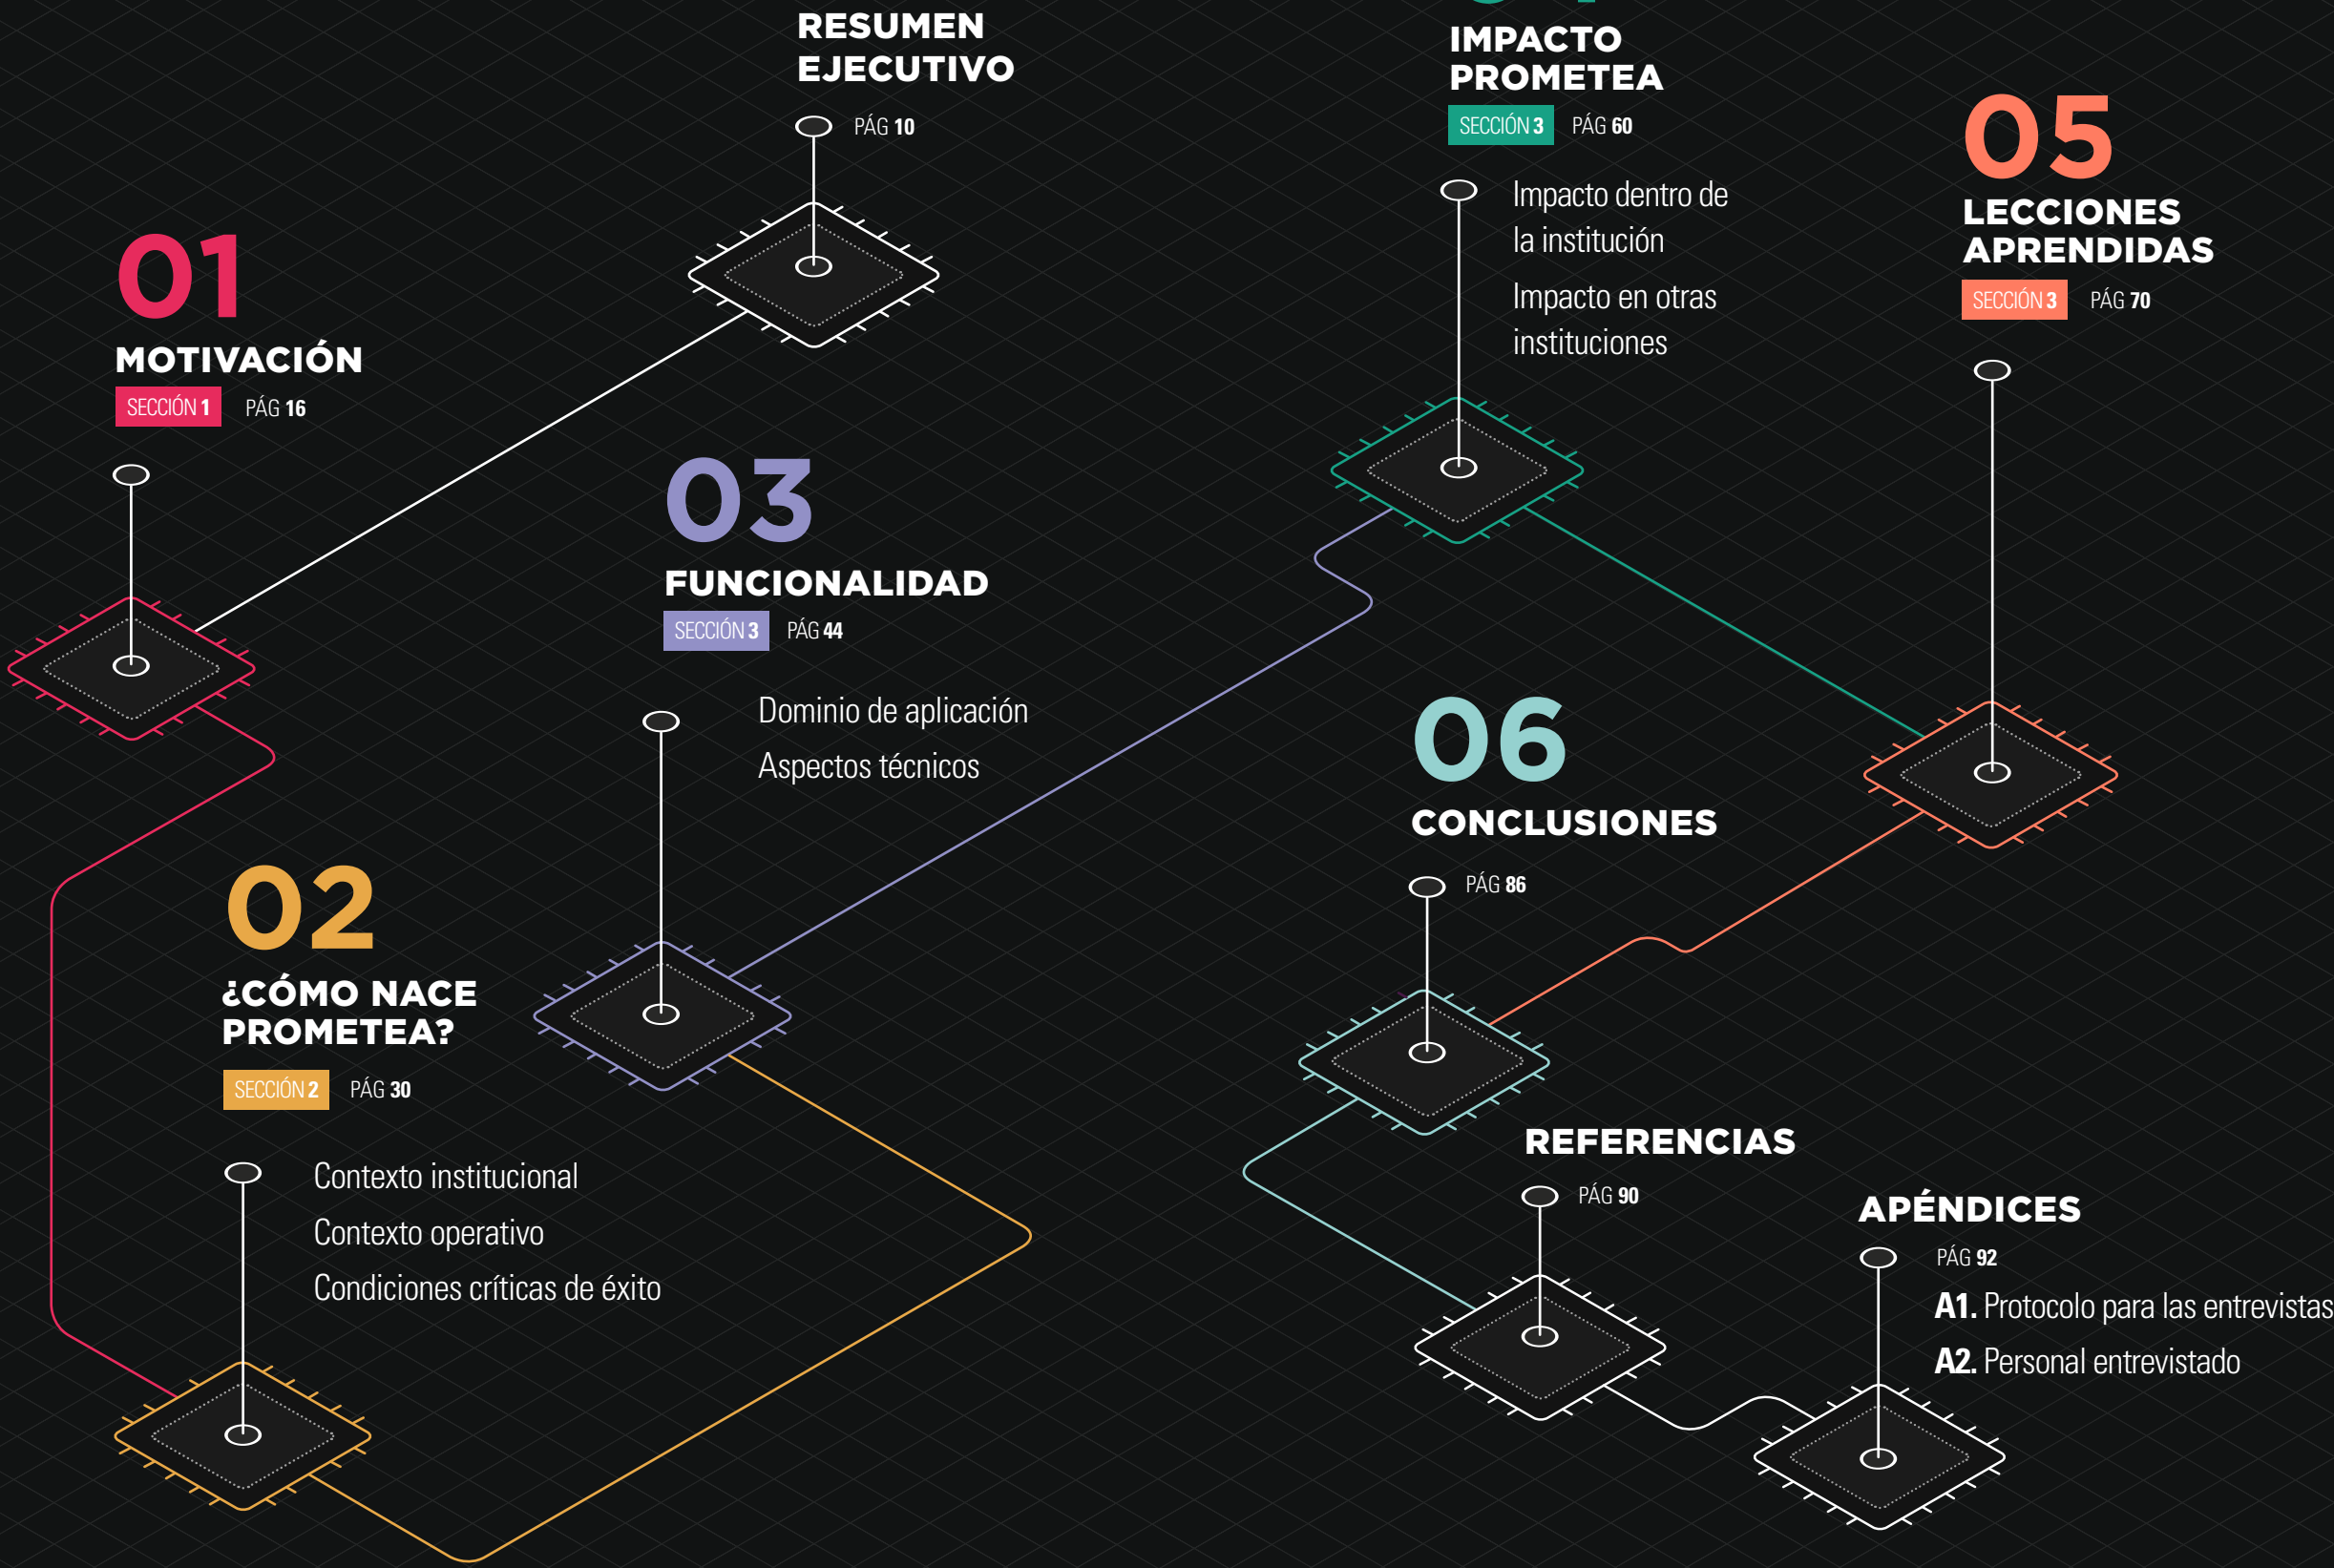 RESUMEN
EJECUTIVO
PÁG 10
01
MOTIVACIÓN
SECCIÓN 1 PÁG 16
02
¿CÓMO NACE
PROMETEA?
SECCIÓN 2 PÁG 30
Contexto institucional
Contexto operativo
Condiciones críticas de éxito
03
FUNCIONALIDAD
SECCIÓN 3 PÁG 44
Dominio de aplicación
Aspectos técnicos
IMPACTO
PROMETEA
SECCIÓN 3 PÁG 60
Impacto dentro de
la institución
Impacto en otras
instituciones
05
LECCIONES
APRENDIDAS
SECCIÓN 3 PÁG 70
06
CONCLUSIONES
PÁG 86
REFERENCIAS
PÁG 90
APÉNDICES
PÁG 92
A1. Protocolo para las entrevistas
A2. Personal entrevistado